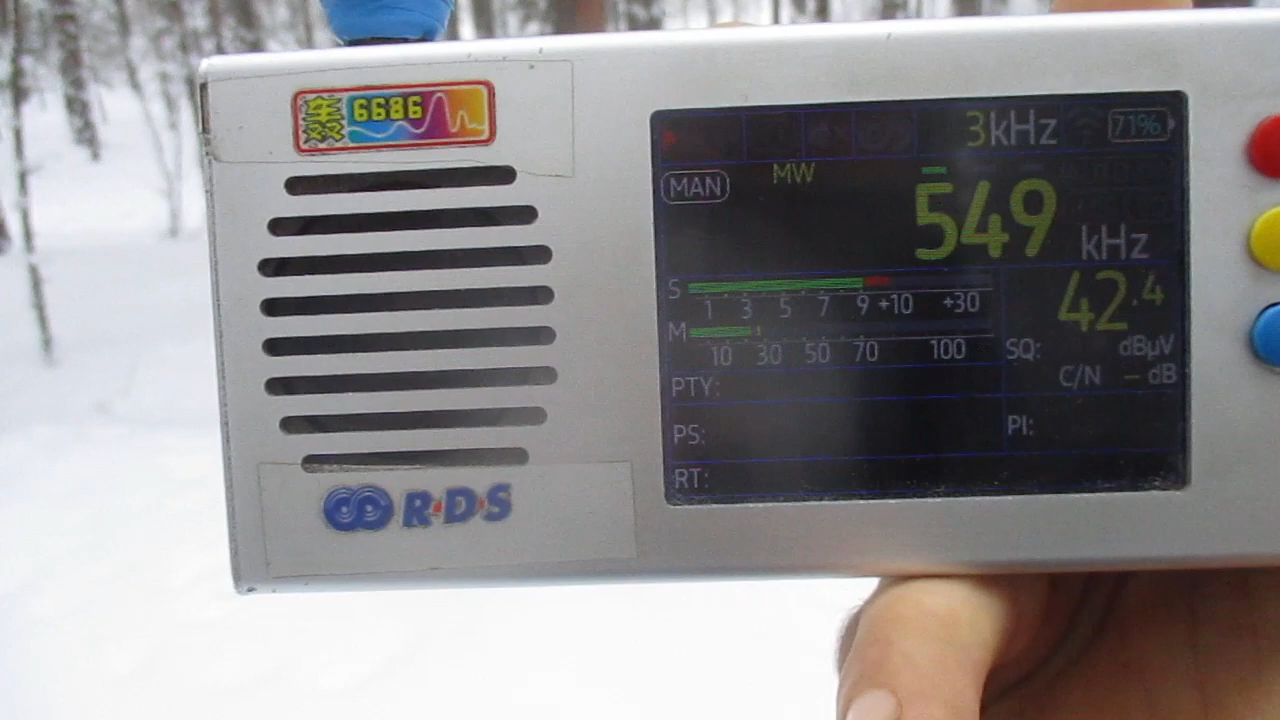 6686
3kHz
71%
MAN
MW
549
kHz
S
1 3 5 7 9 +10 +30
42.4
M
10 30 50 70 100
SQ:
dBµV
C/N – dB
PTY:
PS:
PI:
RT:
R·D·S